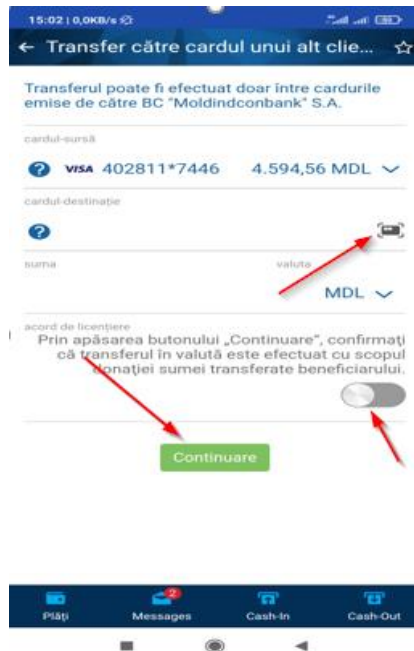 15:02 | 0,0KB/s
← Transfer către cardul unui alt clie...
Transferul poate fi efectuat doar între cardurile
emise de către BC "Moldindconbank" S.A.
cardul-sursă
? VISA 402811*7446 4.594,56 MDL
cardul-destinație
?
suma valuta
MDL
acord de licențiere
Prin apăsarea butonului „Continuare”, confirmați
că transferul în valută este efectuat cu scopul
donației sumei transferate beneficiarului.
Continuare
2
Plăți Messages Cash-In Cash-Out